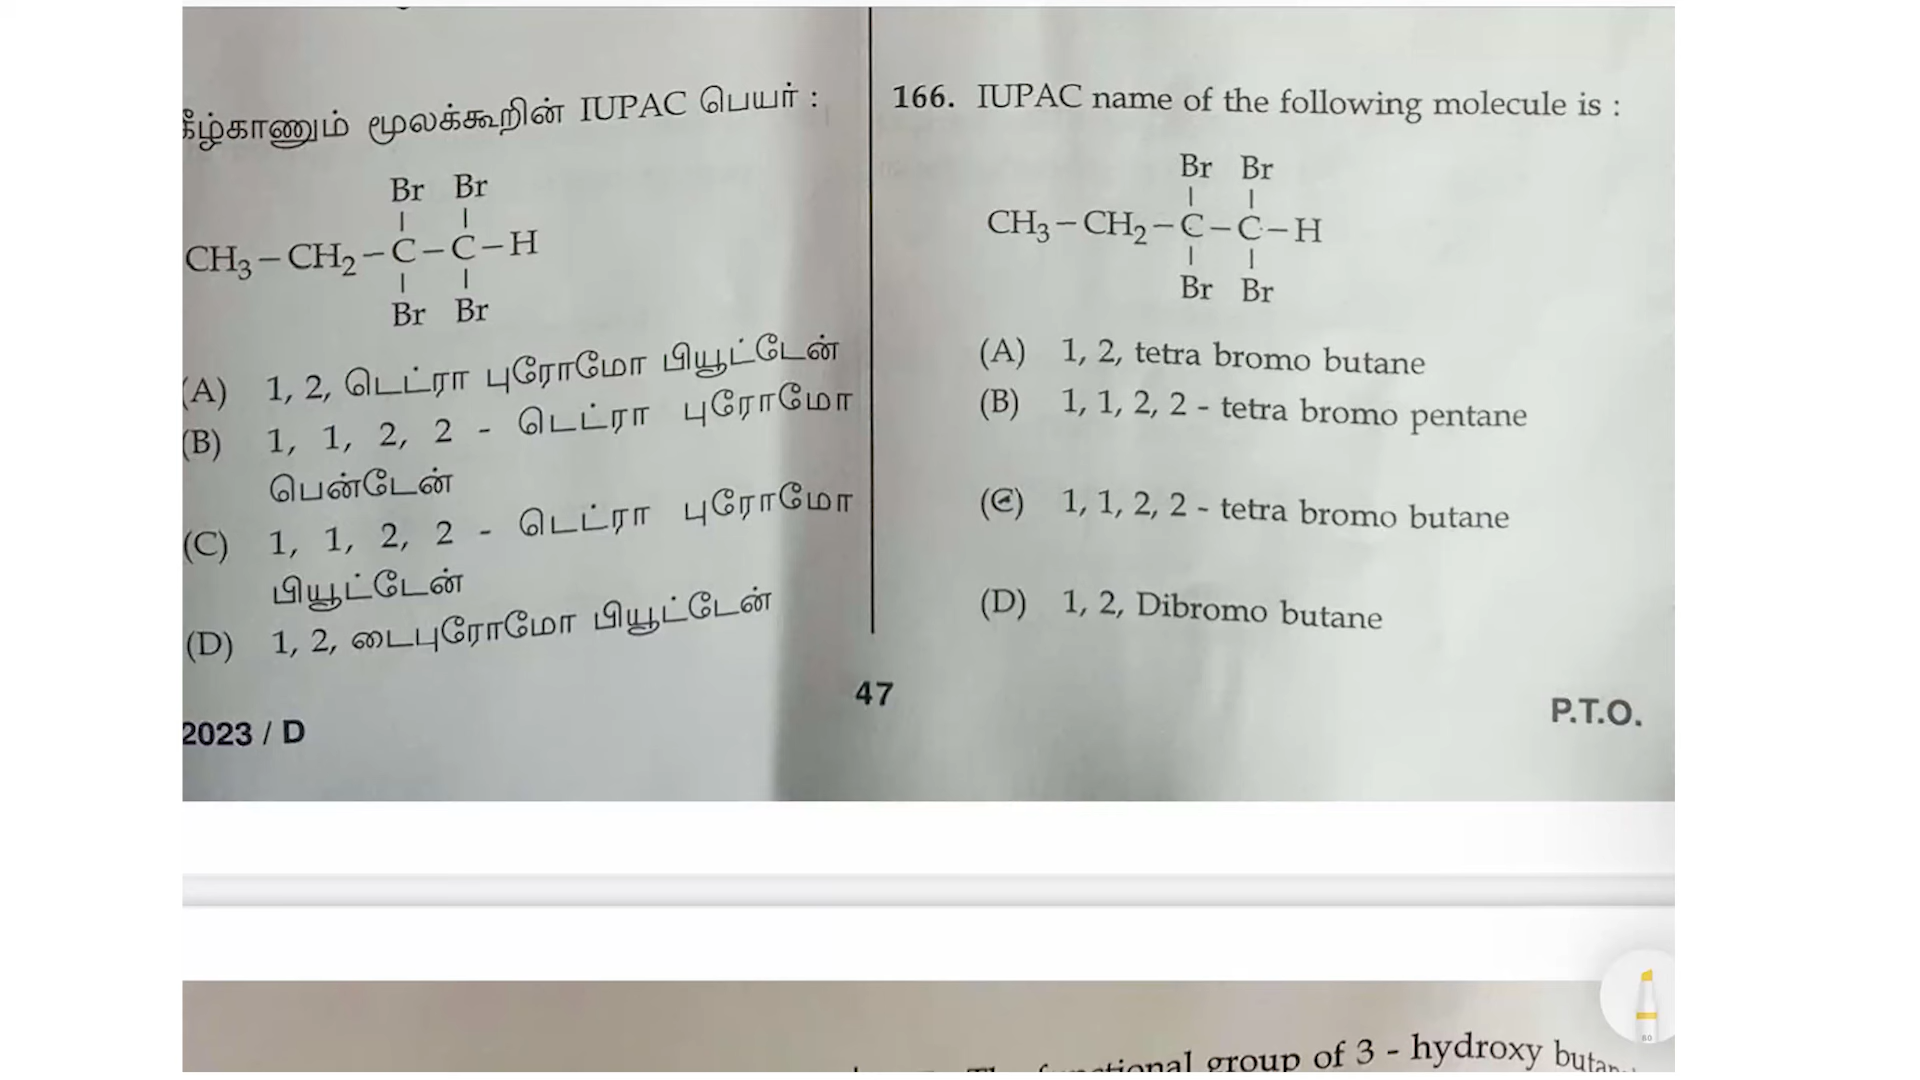 கீழ்காணும் மூலக்கூறின் IUPAC பெயர் :
Br Br
| |
CH₃ – CH₂ – C – C – H
| |
Br Br
(A) 1, 2, டெட்ரா புரோமோ பியூட்டேன்
(B) 1, 1, 2, 2 - டெட்ரா புரோமோ
பென்டேன்
(C) 1, 1, 2, 2 - டெட்ரா புரோமோ
பியூட்டேன்
(D) 1, 2, டைபுரோமோ பியூட்டேன்
166. IUPAC name of the following molecule is :
Br Br
| |
CH₃ – CH₂ – C – C – H
| |
Br Br
(A) 1, 2, tetra bromo butane
(B) 1, 1, 2, 2 - tetra bromo pentane
(C) 1, 1, 2, 2 - tetra bromo butane
(D) 1, 2, Dibromo butane
47
2023 / D
P.T.O.
group of 3 - hydroxy
80